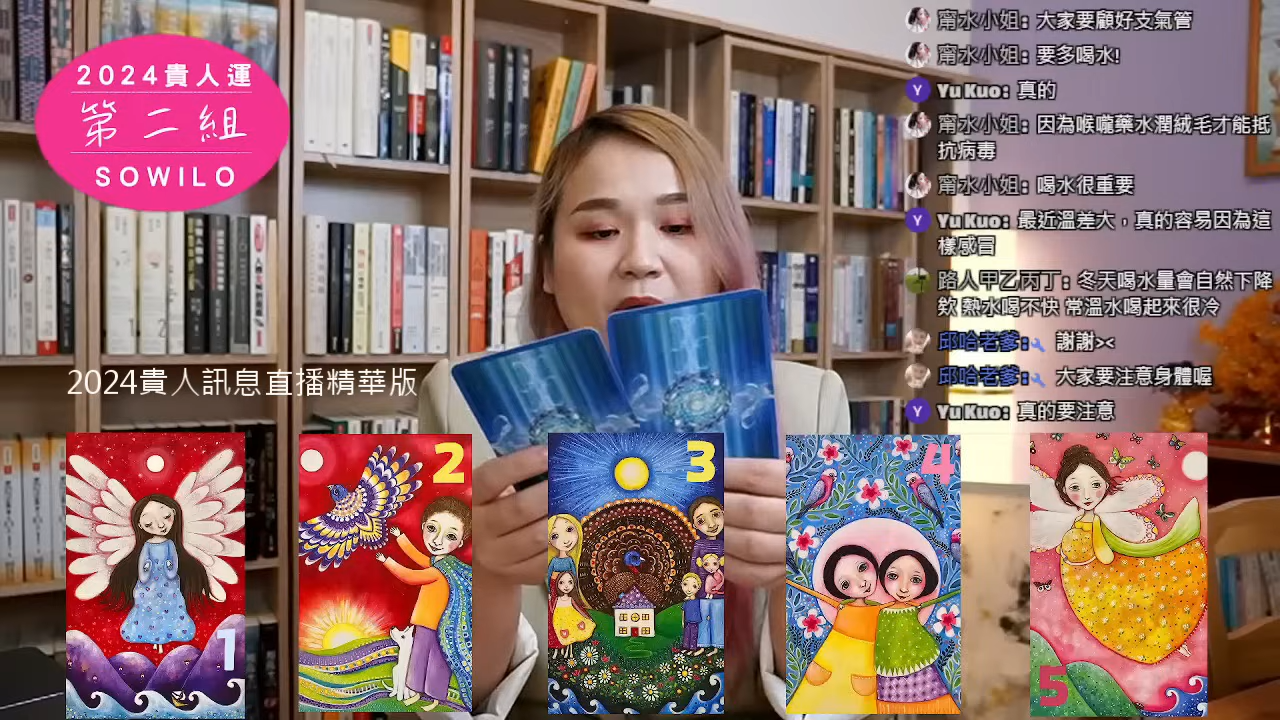 2024貴人運
第二組
SOWILO
2024貴人訊息直播精華版
甯水小姐: 大家要顧好支氣管
甯水小姐: 要多喝水!
Y Yu Kuo: 真的
甯水小姐: 因為喉嚨藥水潤絨毛才能抵
抗病毒
甯水小姐: 喝水很重要
Y Yu Kuo: 最近溫差大,真的容易因為這
樣感冒
路人甲乙丙丁: 冬天喝水量會自然下降
欸 熱水喝不快 常溫水喝起來很冷
邱哈老爹: 謝謝><
邱哈老爹: 大家要注意身體喔
Y Yu Kuo: 真的要注意
1
2
3
4
5